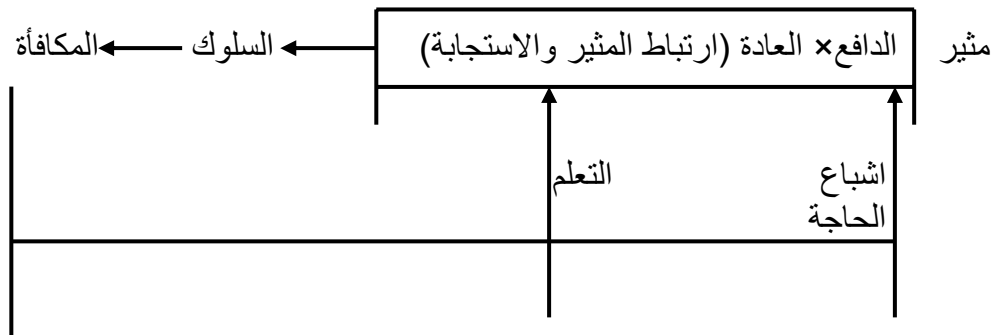 مثير
الدافع× العادة (ارتباط المثير والاستجابة)
السلوك
المكافأة
اشباع
الحاجة
التعلم